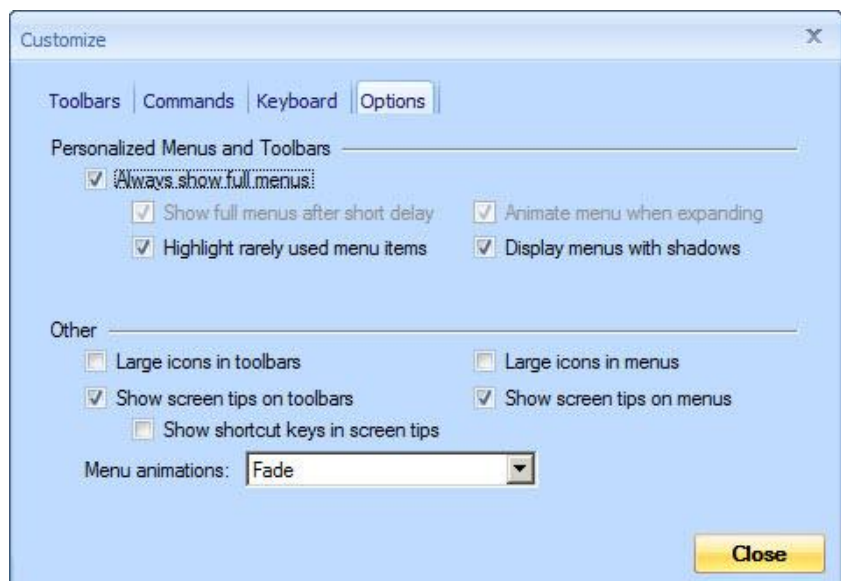 Customize
Toolbars Commands Keyboard Options
Personalized Menus and Toolbars
Always show full menus
Show full menus after short delay Animate menu when expanding
Highlight rarely used menu items Display menus with shadows
Other
Large icons in toolbars Large icons in menus
Show screen tips on toolbars Show screen tips on menus
Show shortcut keys in screen tips
Menu animations: Fade
Close